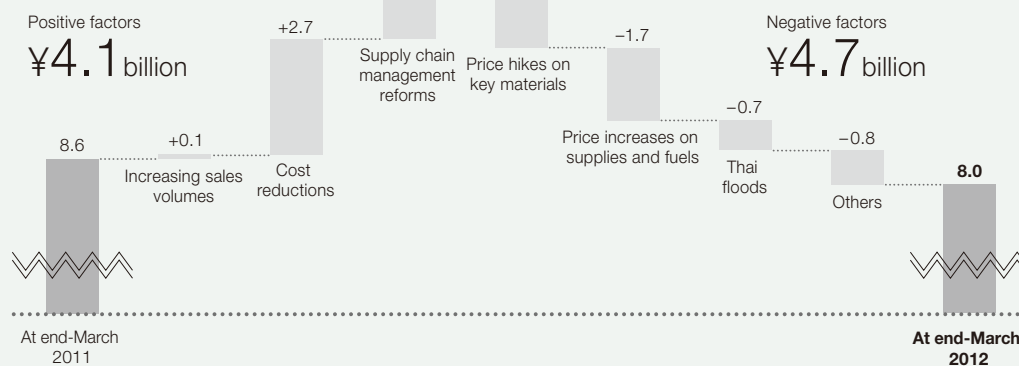 Positive factors
¥4.1 billion
Negative factors
¥4.7 billion
8.6
+0.1
Increasing sales
volumes
+2.7
Cost
reductions
Supply chain
management
reforms
Price hikes on
key materials
−1.7
Price increases on
supplies and fuels
−0.7
Thai
floods
−0.8
Others
8.0
At end-March
2011
At end-March
2012